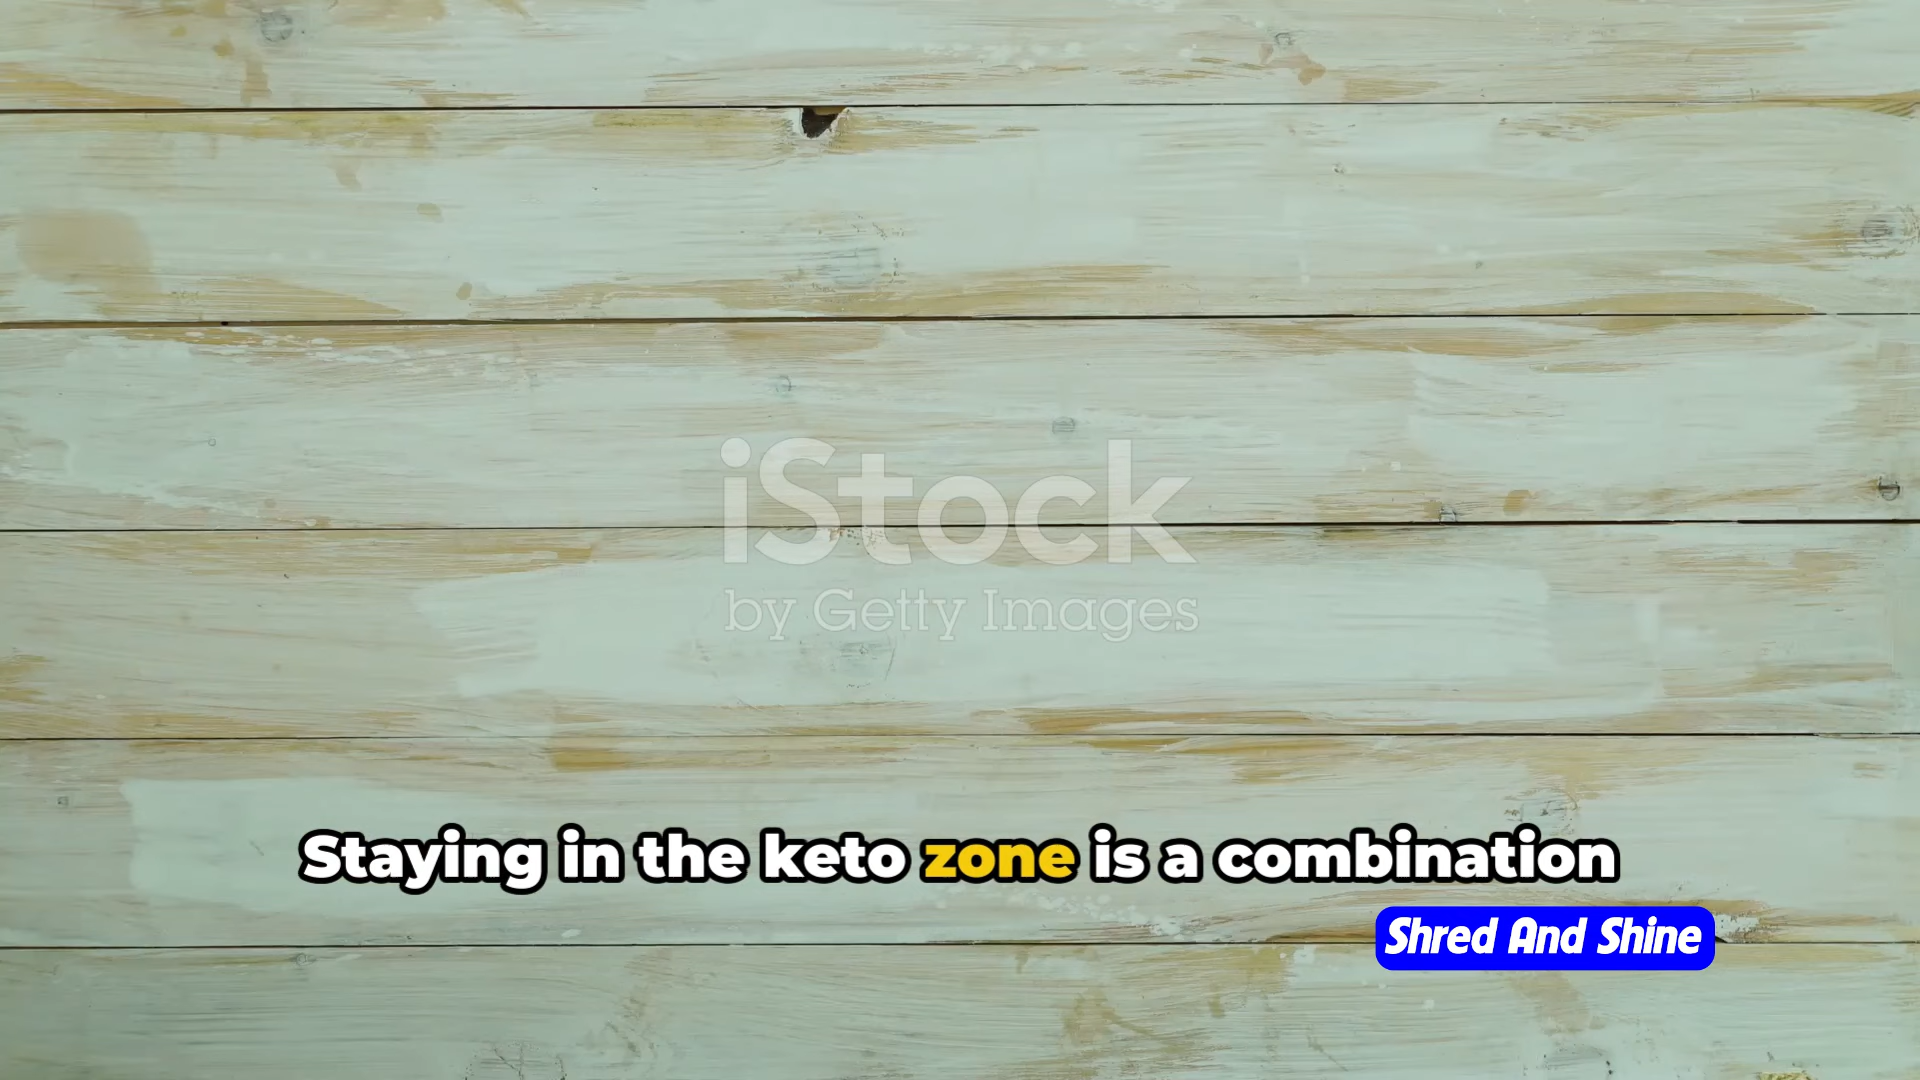 iStock
by Getty Images
Staying in the keto zone is a combination
Shred And Shine